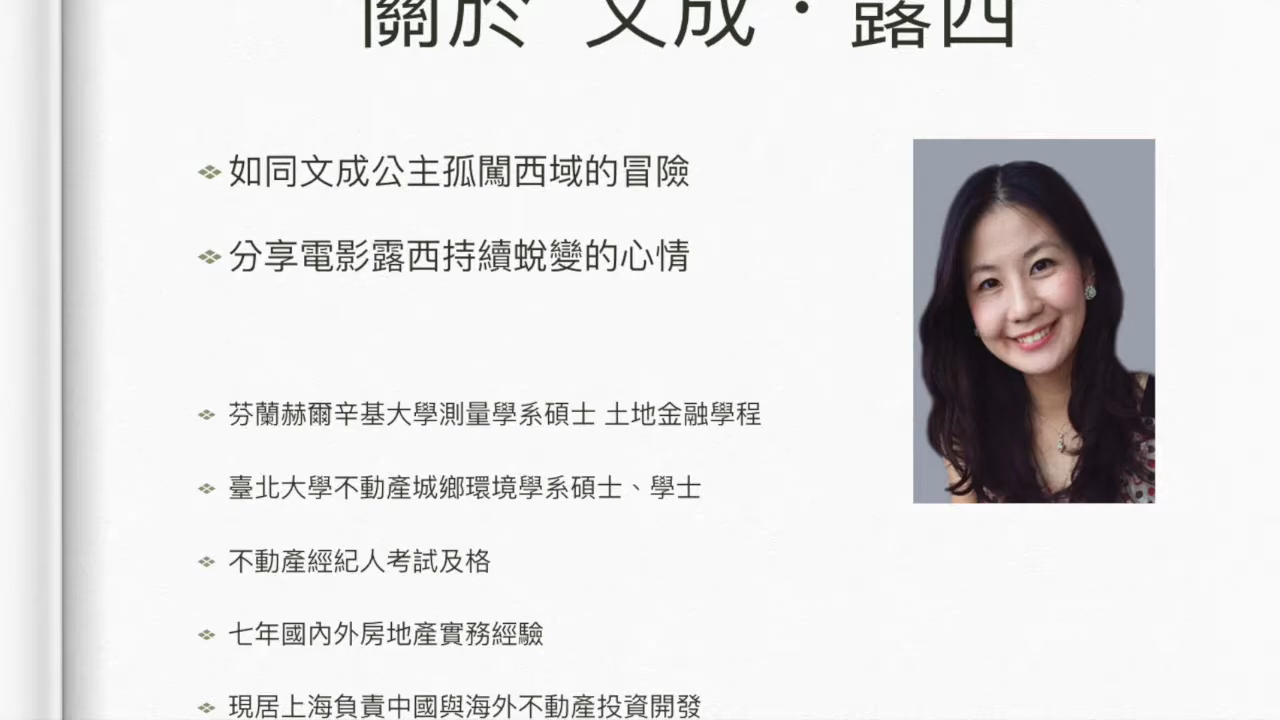 關於 文成・露西
如同文成公主孤闖西域的冒險
分享電影露西持續蛻變的心情
芬蘭赫爾辛基大學測量學系碩士 土地金融學程
臺北大學不動產城鄉環境學系碩士、學士
不動產經紀人考試及格
七年國內外房地產實務經驗
現居上海負責中國與海外不動產投資開發